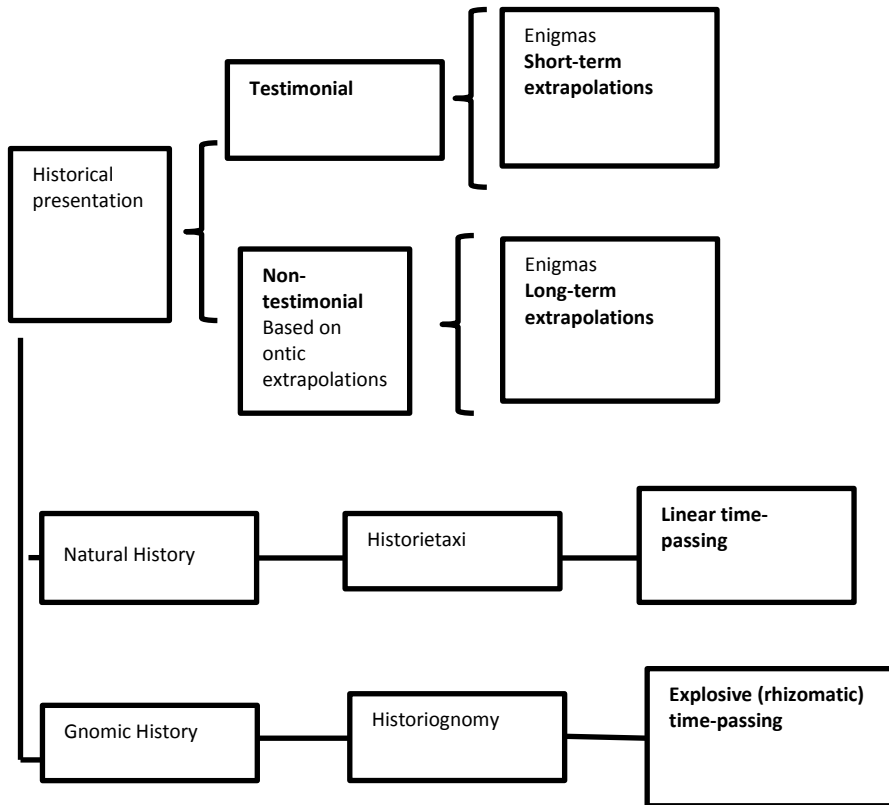 Historical
presentation
Testimonial
Enigmas
Short-term
extrapolations
Non-
testimonial
Based on
ontic
extrapolations
Enigmas
Long-term
extrapolations
Natural History
Historietaxi
Linear time-
passing
Gnomic History
Historiognomy
Explosive (rhizomatic)
time-passing